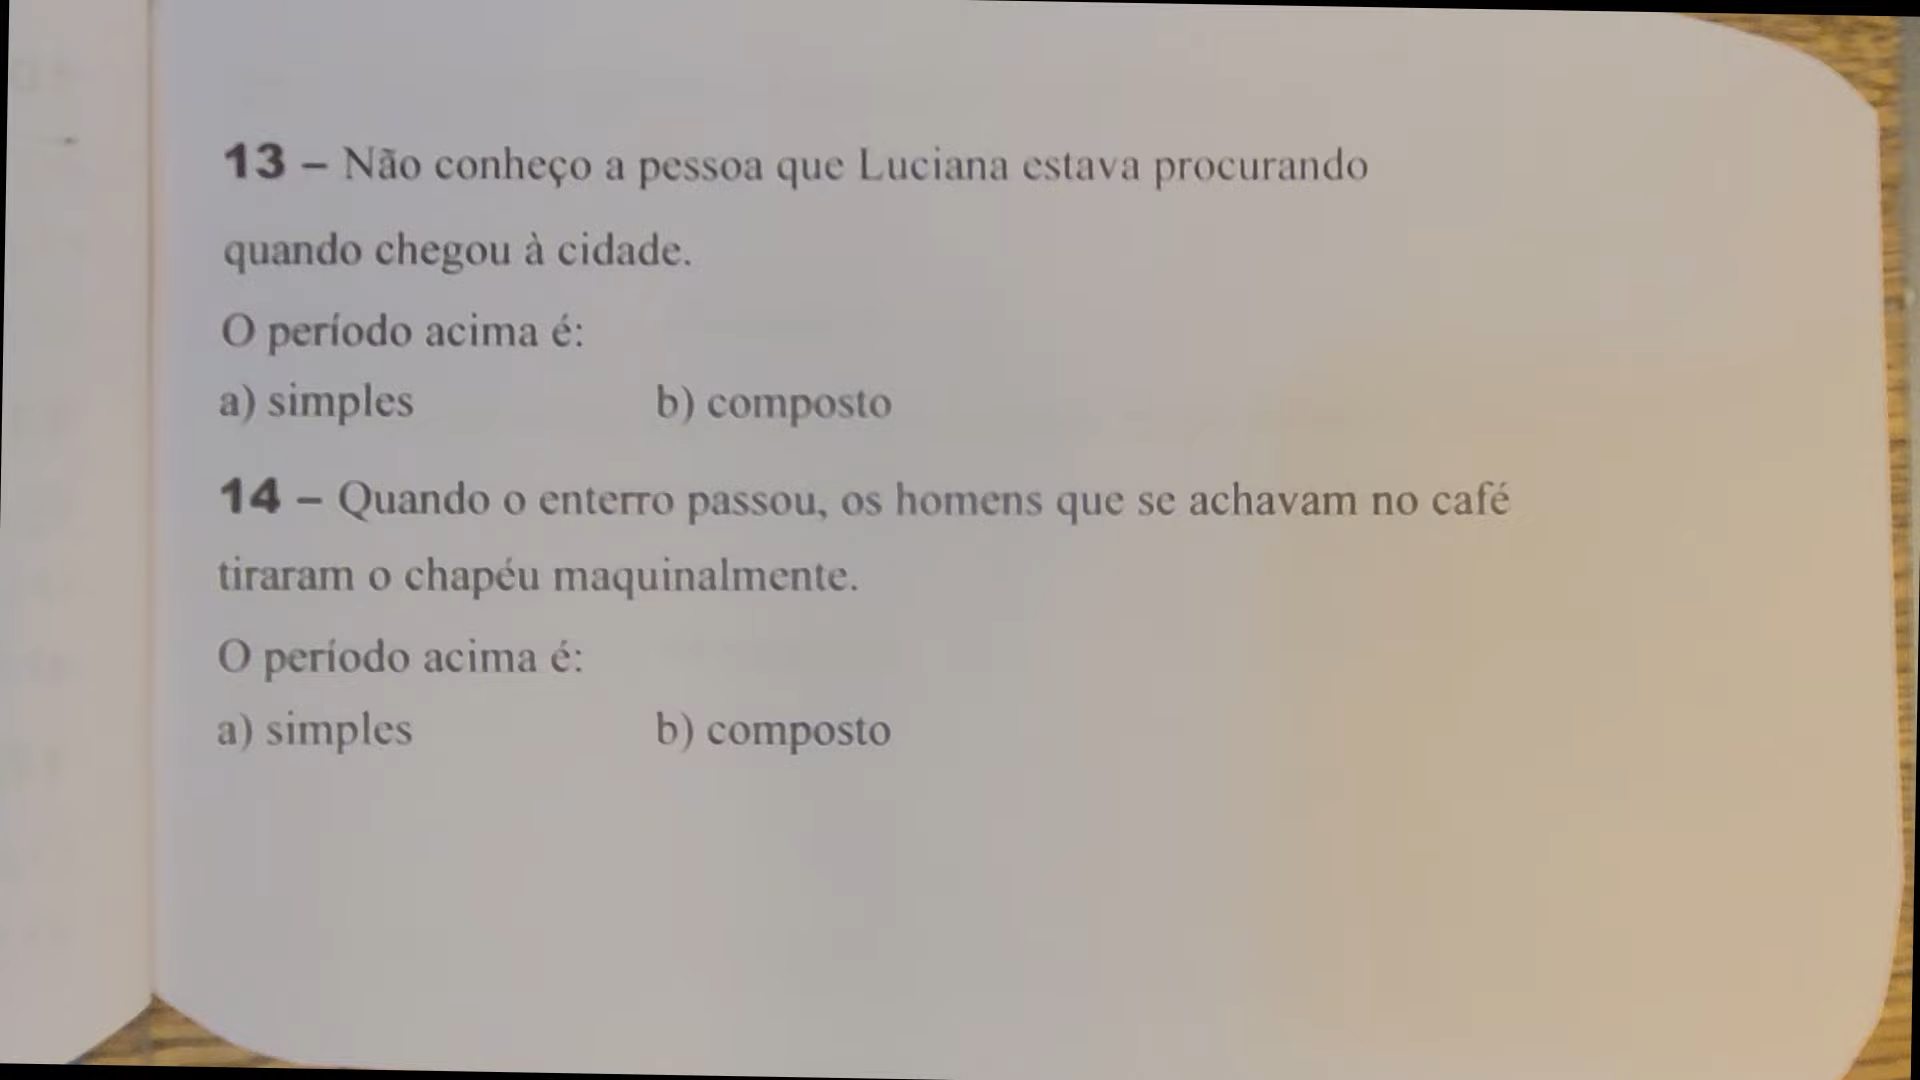 13 – Não conheço a pessoa que Luciana estava procurando
quando chegou à cidade.
O período acima é:
a) simples b) composto
14 – Quando o enterro passou, os homens que se achavam no café
tiraram o chapéu maquinalmente.
O período acima é:
a) simples b) composto